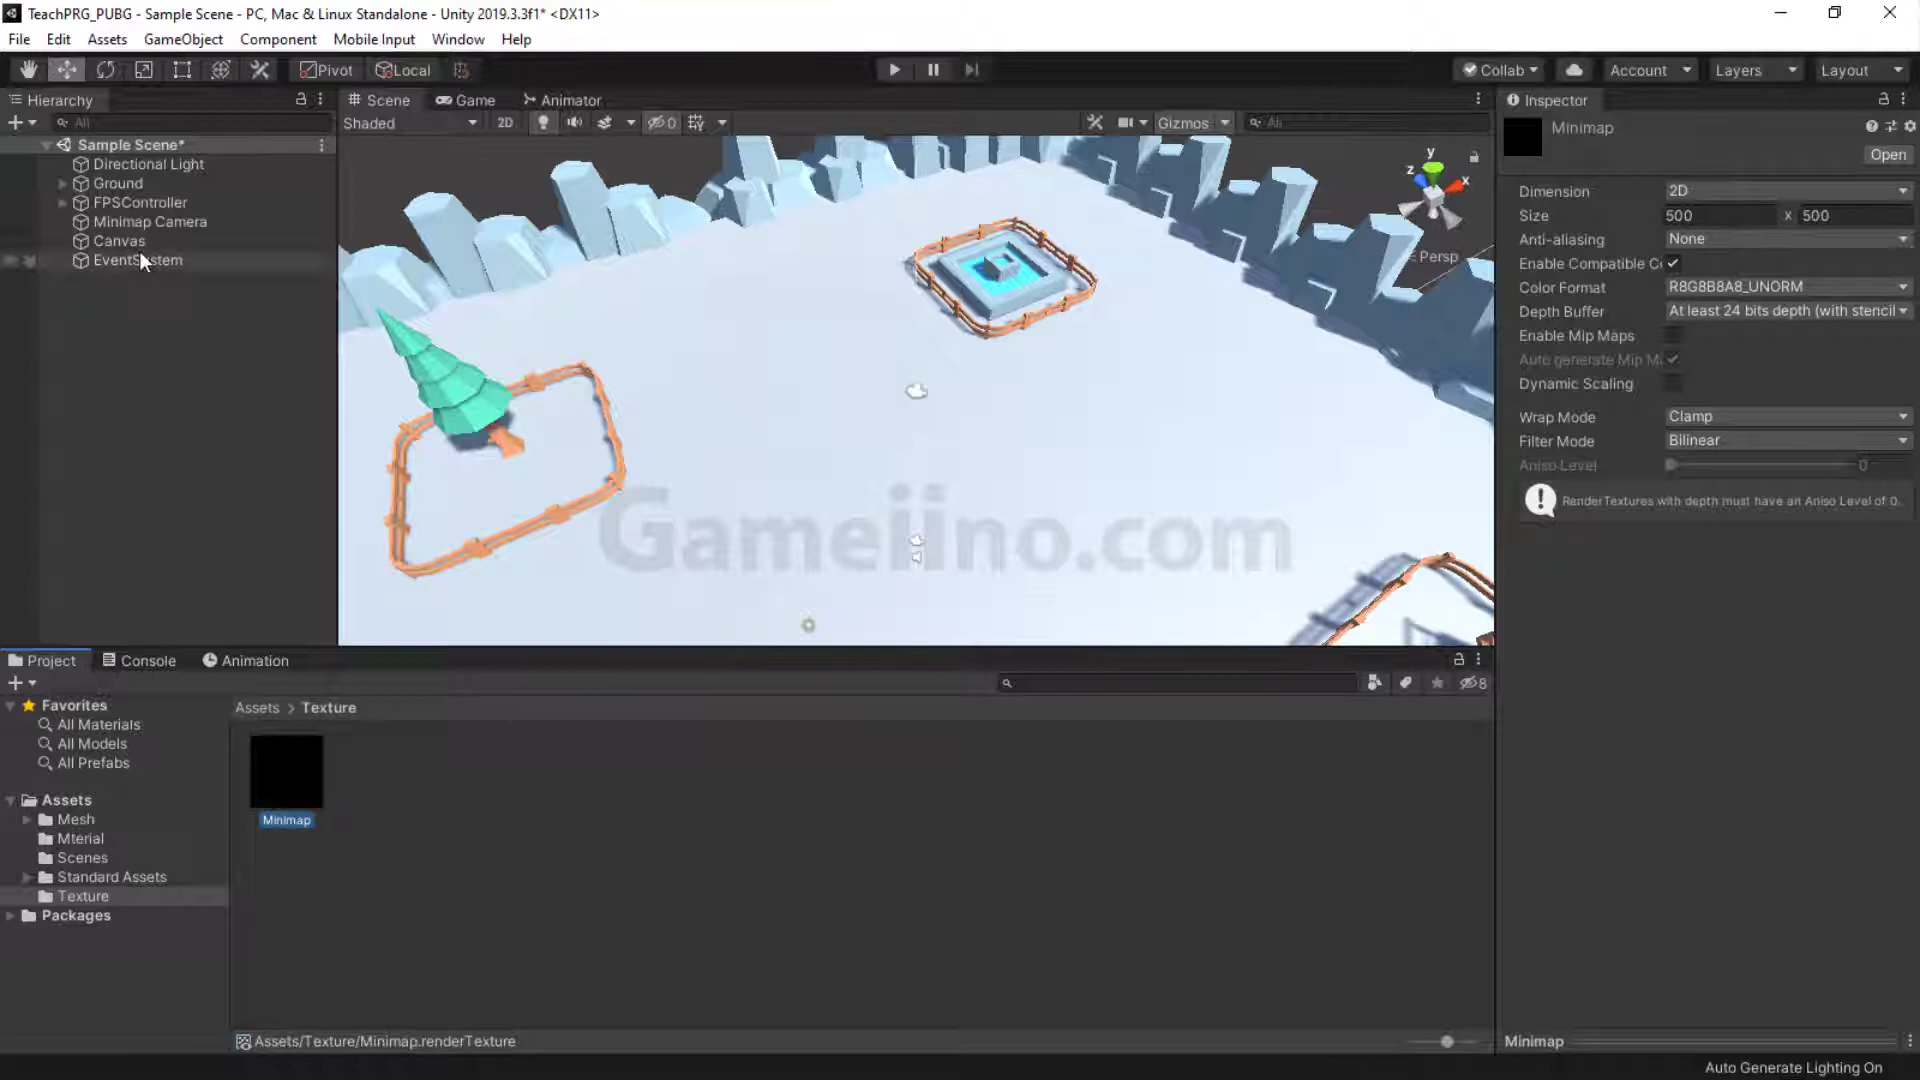 TeachPRG_PUBG - Sample Scene - PC, Mac & Linux Standalone - Unity 2019.3.3f1* <DX11>
File Edit Assets GameObject Component Mobile Input Window Help
Pivot Local Collab Account Layers Layout
Hierarchy
All
Sample Scene*
Directional Light
Ground
FPSController
Minimap Camera
Canvas
EventSystem
Scene Game Animator
Shaded 2D 0 Gizmos All
y
z x
Persp
Gameiino.com
Inspector
Minimap
Open
Dimension 2D
Size 500 x 500
Anti-aliasing None
Enable Compatible C
Color Format R8G8B8A8_UNORM
Depth Buffer At least 24 bits depth (with stencil
Enable Mip Maps
Auto generate Mip M
Dynamic Scaling
Wrap Mode Clamp
Filter Mode Bilinear
Aniso Level 0
RenderTextures with depth must have an Aniso Level of 0.
Project Console Animation
8
Favorites
All Materials
All Models
All Prefabs
Assets
Mesh
Mterial
Scenes
Standard Assets
Texture
Packages
Assets > Texture
Minimap
Assets/Texture/Minimap.renderTexture
Minimap
Auto Generate Lighting On